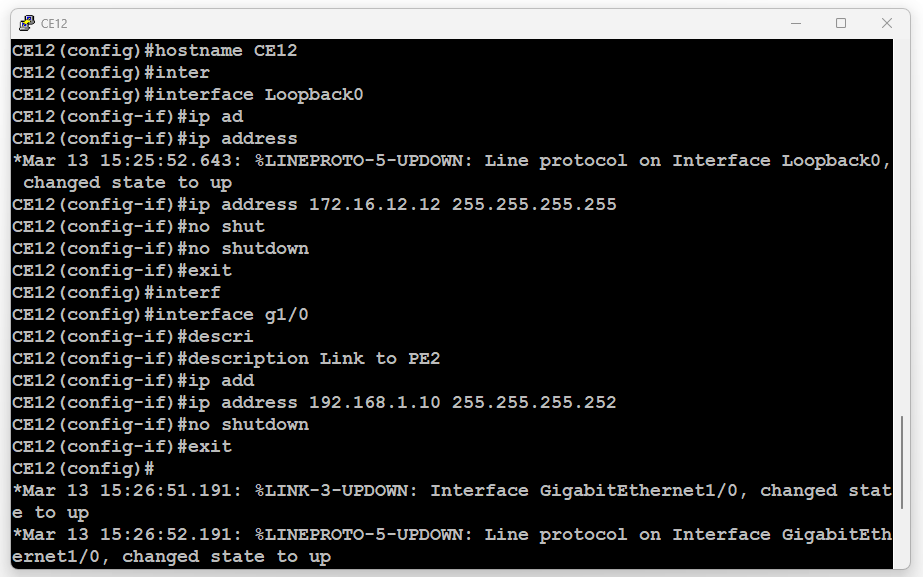 CE12
CE12(config)#hostname CE12
CE12(config)#inter
CE12(config)#interface Loopback0
CE12(config-if)#ip ad
CE12(config-if)#ip address
*Mar 13 15:25:52.643: %LINEPROTO-5-UPDOWN: Line protocol on Interface Loopback0,
 changed state to up
CE12(config-if)#ip address 172.16.12.12 255.255.255.255
CE12(config-if)#no shut
CE12(config-if)#no shutdown
CE12(config-if)#exit
CE12(config)#interf
CE12(config)#interface g1/0
CE12(config-if)#descri
CE12(config-if)#description Link to PE2
CE12(config-if)#ip add
CE12(config-if)#ip address 192.168.1.10 255.255.255.252
CE12(config-if)#no shutdown
CE12(config-if)#exit
CE12(config)#
*Mar 13 15:26:51.191: %LINK-3-UPDOWN: Interface GigabitEthernet1/0, changed stat
e to up
*Mar 13 15:26:52.191: %LINEPROTO-5-UPDOWN: Line protocol on Interface GigabitEth
ernet1/0, changed state to up